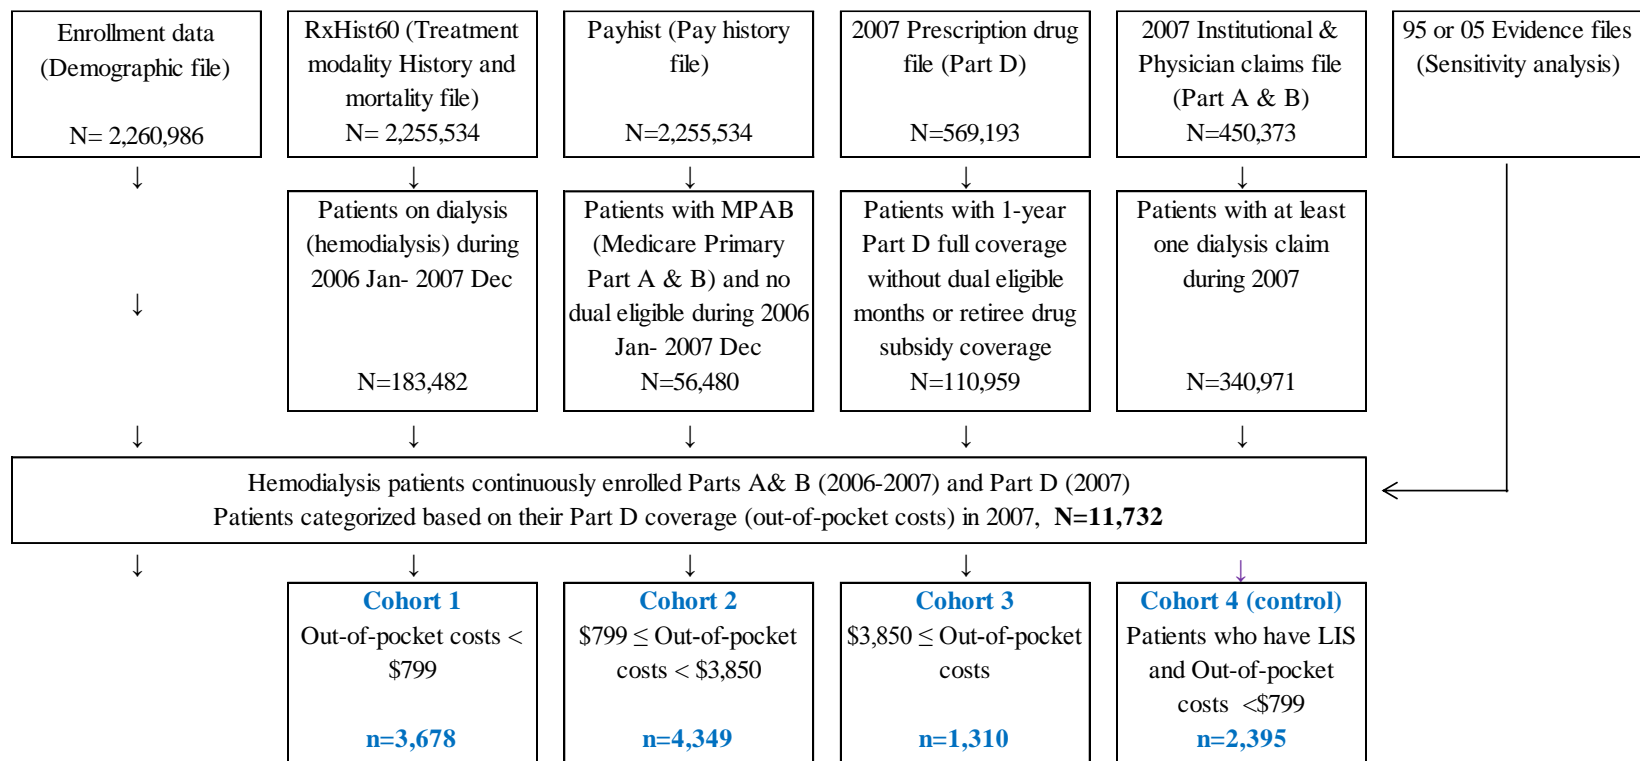 Enrollment data
(Demographic file)
N= 2,260,986
RxHist60 (Treatment
modality History and
mortality file)
N= 2,255,534
Payhist (Pay history
file)
N=2,255,534
2007 Prescription drug
file (Part D)
N=569,193
2007 Institutional &
Physician claims file
(Part A & B)
N=450,373
95 or 05 Evidence files
(Sensitivity analysis)
Patients on dialysis
(hemodialysis) during
2006 Jan- 2007 Dec
N=183,482
Patients with MPAB
(Medicare Primary
Part A & B) and no
dual eligible during 2006
Jan- 2007 Dec
N=56,480
Patients with 1-year
Part D full coverage
without dual eligible
months or retiree drug
subsidy coverage
N=110,959
Patients with at least
one dialysis claim
during 2007
N=340,971
Hemodialysis patients continuously enrolled Parts A& B (2006-2007) and Part D (2007)
Patients categorized based on their Part D coverage (out-of-pocket costs) in 2007, N=11,732
Cohort 1
Out-of-pocket costs <
$799
n=3,678
Cohort 2
$799 ≤ Out-of-pocket
costs < $3,850
n=4,349
Cohort 3
$3,850 ≤ Out-of-pocket
costs
n=1,310
Cohort 4 (control)
Patients who have LIS
and Out-of-pocket
costs <$799
n=2,395